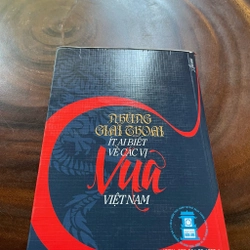 NHỮNG
GIAI THOẠI
ÍT AI BIẾT
VỀ CÁC VỊ
Vua
VIỆT NAM